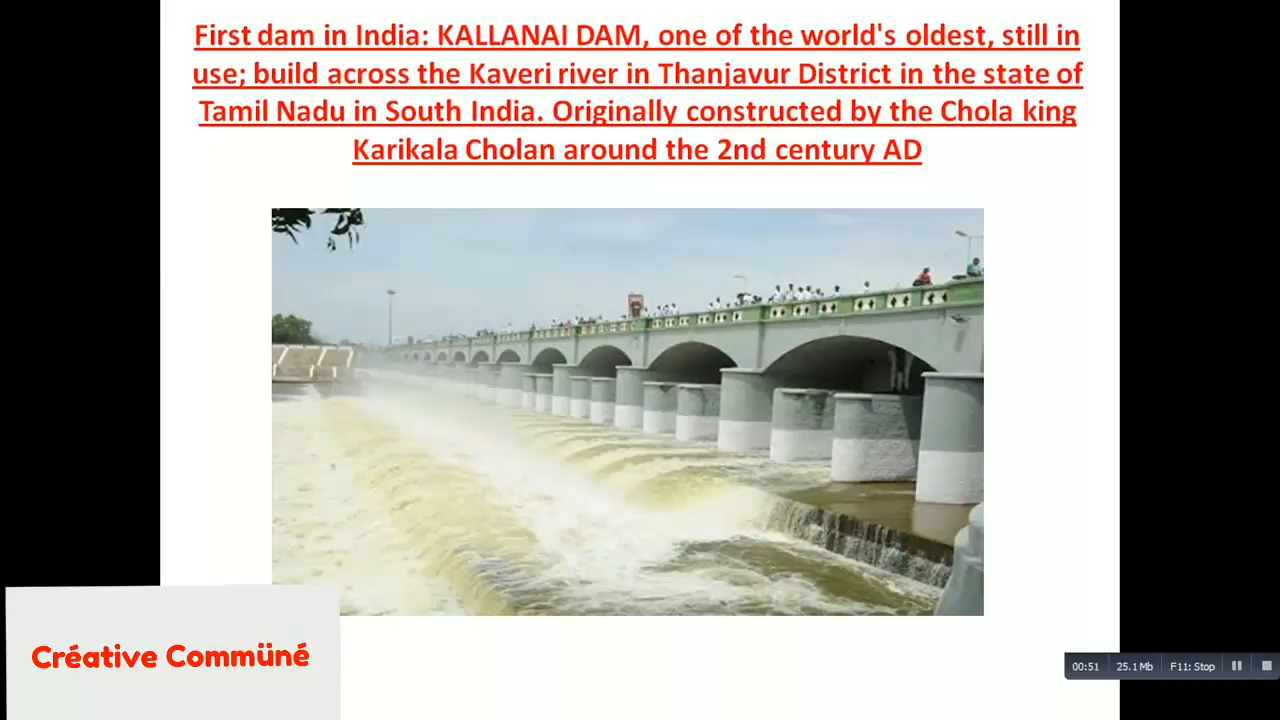 First dam in India: KALLANAI DAM, one of the world's oldest, still in
use; build across the Kaveri river in Thanjavur District in the state of
Tamil Nadu in South India. Originally constructed by the Chola king
Karikala Cholan around the 2nd century AD
Créative Commüné
00:51 25.1 Mb F11: Stop